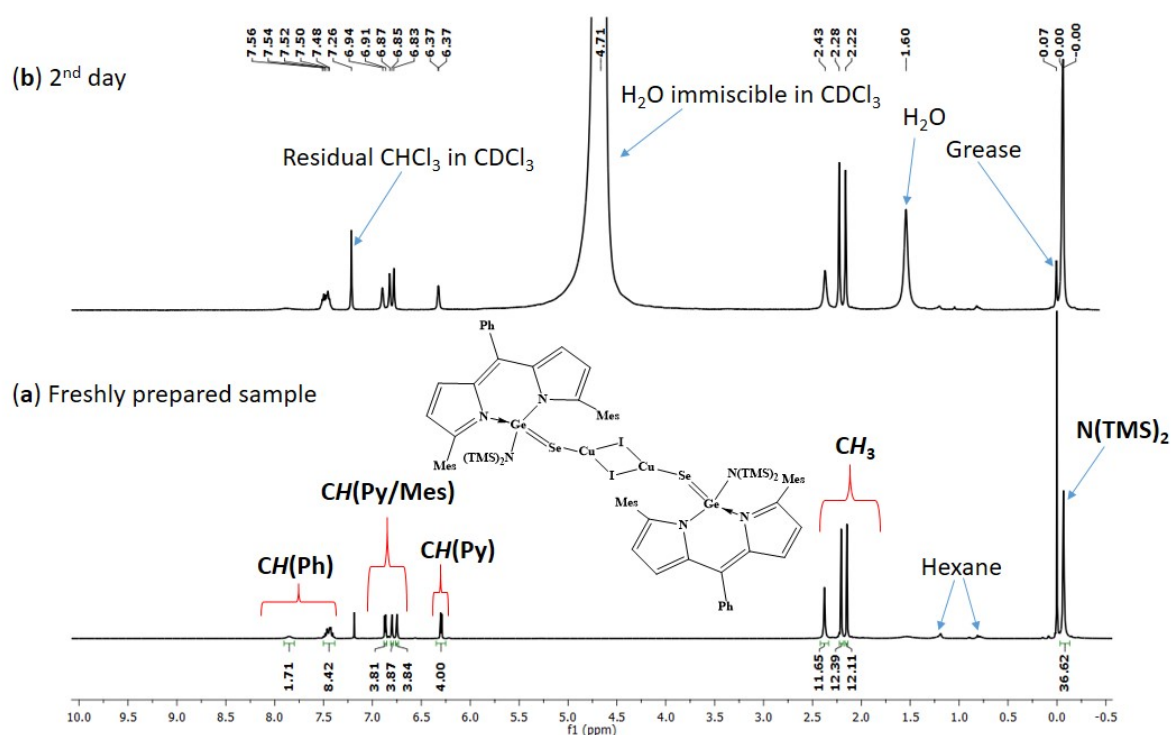 7.56
7.54
7.52
7.50
7.48
7.26
6.94
6.91
6.87
6.85
6.83
6.37
6.37
4.71
2.43
2.28
2.22
1.60
0.07
0.00
-0.00
(b) 2nd day
H2O immiscible in CDCl3
H2O
Residual CHCl3 in CDCl3
Grease
Ph
(a) Freshly prepared sample
N
N
Mes
Ge
Se
Cu
I
Mes
(TMS)2N
I
Cu
Se
N(TMS)2
Mes
Ge
Mes
N
N
Ph
CH3
N(TMS)2
CH(Py/Mes)
CH(Ph)
CH(Py)
Hexane
1.71
8.42
3.81
3.87
3.84
4.00
11.65
12.39
12.11
36.62
10.0 9.5 9.0 8.5 8.0 7.5 7.0 6.5 6.0 5.5 5.0 4.5 4.0 3.5 3.0 2.5 2.0 1.5 1.0 0.5 0.0 -0.5
f1 (ppm)